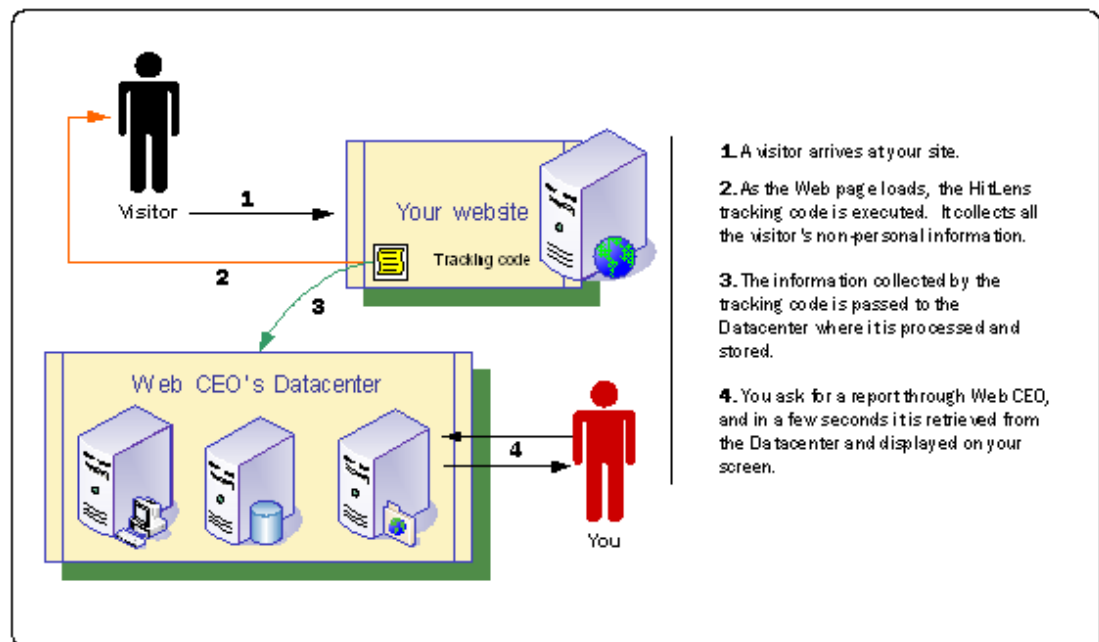 Visitor
1
Your website
Tracking code
2
3
Web CEO's Datacenter
4
You
1. A visitor arrives at your site.
2. As the Web page loads, the HitLens
tracking code is executed. It collects all
the visitor's non-personal information.
3. The information collected by the
tracking code is passed to the
Datacenter where it is processed and
stored.
4. You ask for a report through Web CEO,
and in a few seconds it is retrieved from
the Datacenter and displayed on your
screen.